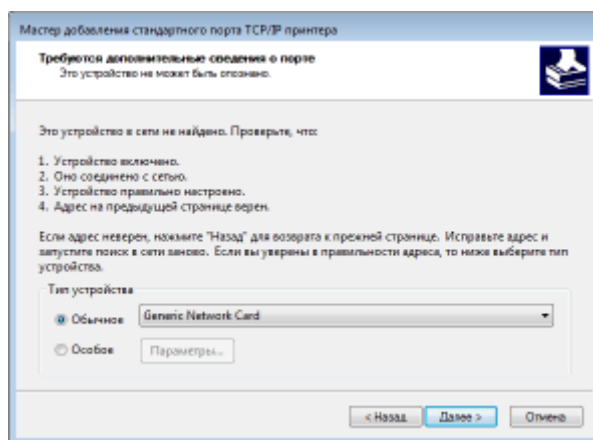 Мастер добавления стандартного порта TCP/IP принтера
Требуются дополнительные сведения о порте
Это устройство не может быть опознано.
Это устройство в сети не найдено. Проверьте, что:
1. Устройство включено.
2. Оно соединено с сетью.
3. Устройство правильно настроено.
4. Адрес на предыдущей странице верен.
Если адрес неверен, нажмите "Назад" для возврата к прежней странице. Исправьте адрес и
запустите поиск в сети заново. Если вы уверены в правильности адреса, то ниже выберите тип
устройства.
Тип устройства
Обычное Generic Network Card
Особое Параметры...
< Назад Далее > Отмена